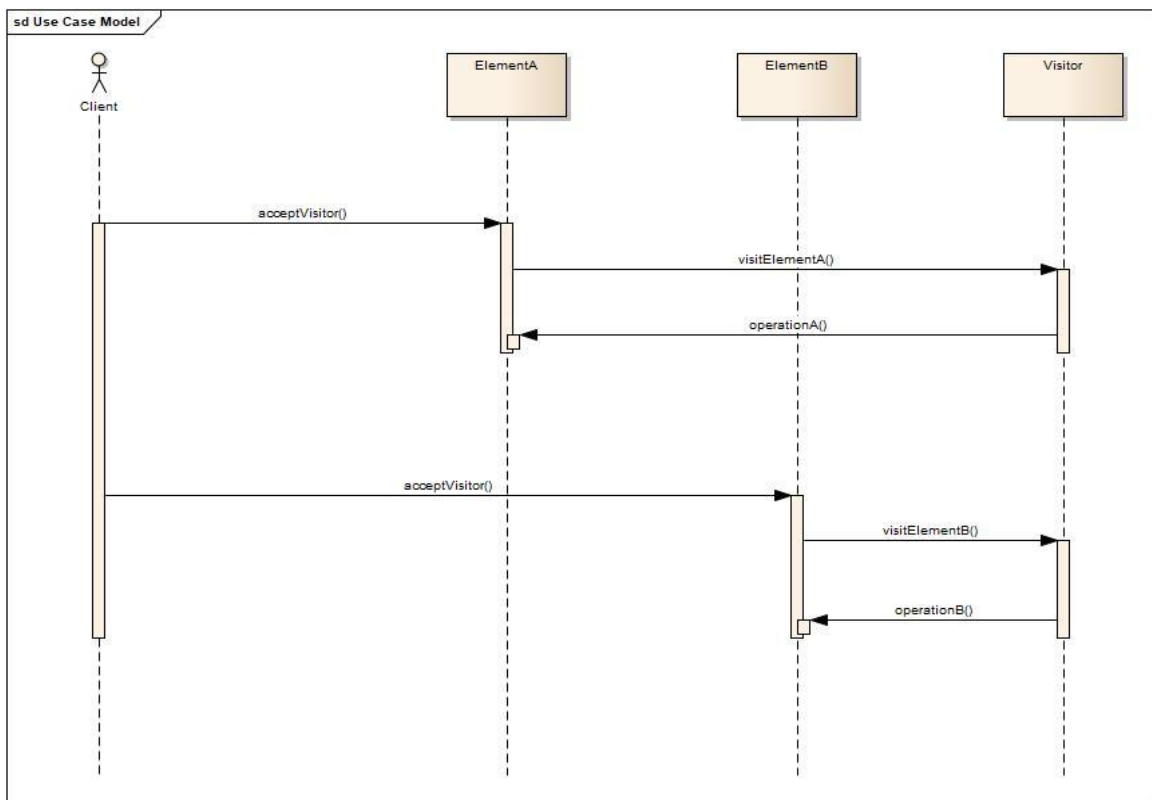 sd Use Case Model
Client
ElementA
ElementB
Visitor
acceptVisitor()
visitElementA()
operationA()
acceptVisitor()
visitElementB()
operationB()